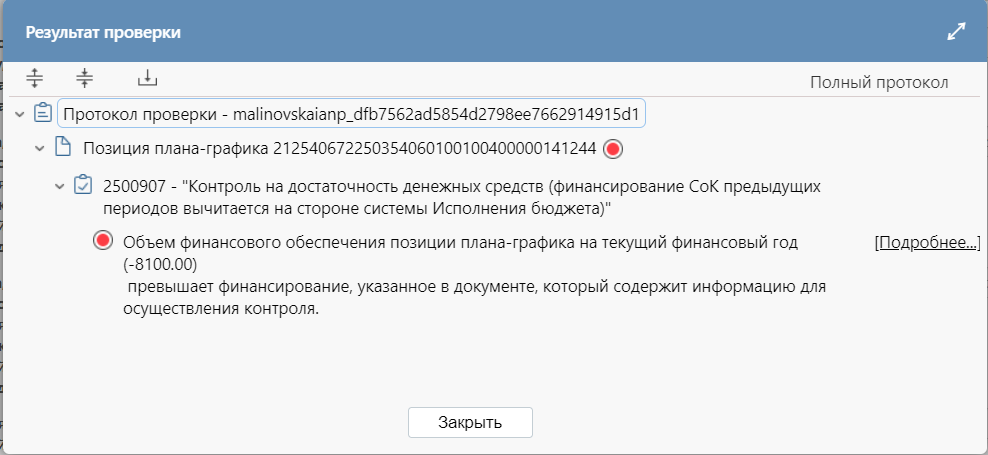 Результат проверки
Полный протокол
Протокол проверки - malinovskaianp_dfb7562ad5854d2798ee7662914915d1
Позиция плана-графика 212540672250354060100100400000141244
2500907 - "Контроль на достаточность денежных средств (финансирование СоК предыдущих
периодов вычитается на стороне системы Исполнения бюджета)"
Объем финансового обеспечения позиции плана-графика на текущий финансовый год
[Подробнее...]
(-8100.00)
превышает финансирование, указанное в документе, который содержит информацию для
осуществления контроля.
Закрыть